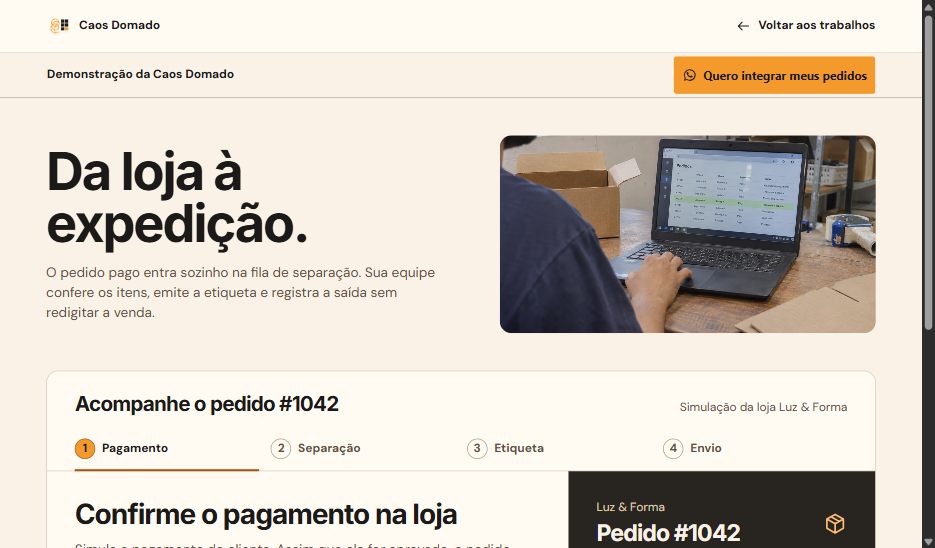 Caos Domado
Voltar aos trabalhos
Demonstração da Caos Domado
Quero integrar meus pedidos
Da loja à
expedição.
O pedido pago entra sozinho na fila de separação. Sua equipe
confere os itens, emite a etiqueta e registra a saída sem
redigitar a venda.
Pedidos
Acompanhe o pedido #1042
Simulação da loja Luz & Forma
1 Pagamento
2 Separação
3 Etiqueta
4 Envio
Confirme o pagamento na loja
Luz & Forma
Pedido #1042